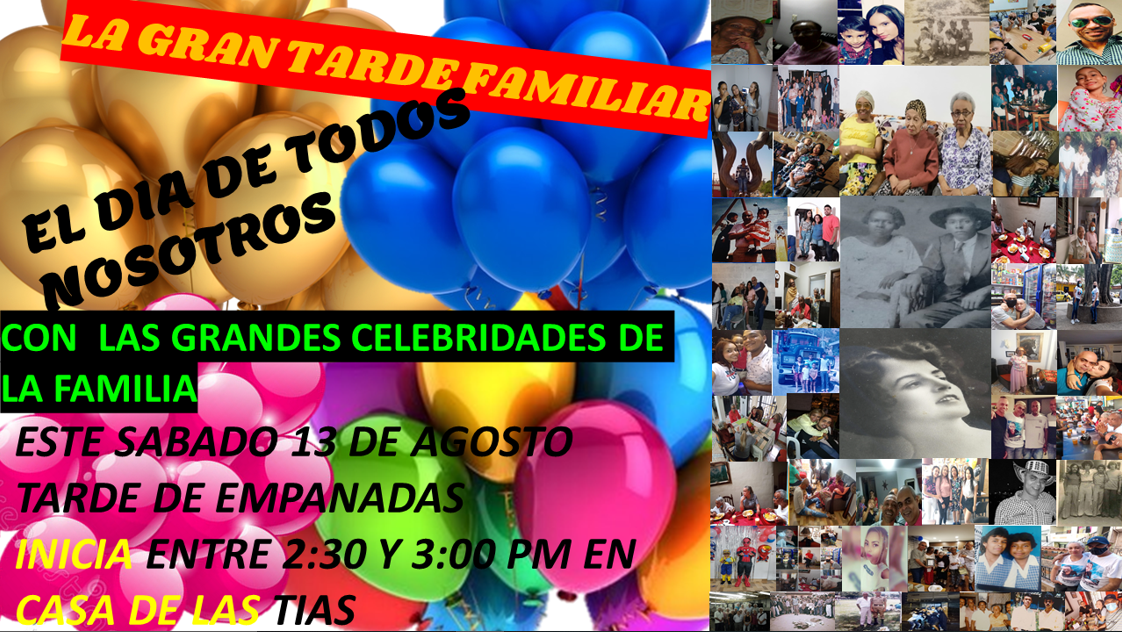 LA GRAN TARDE FAMILIAR
EL DIA DE TODOS
NOSOTROS
CON LAS GRANDES CELEBRIDADES DE
LA FAMILIA
ESTE SABADO 13 DE AGOSTO
TARDE DE EMPANADAS
INICIA ENTRE 2:30 Y 3:00 PM EN
CASA DE LAS TIAS